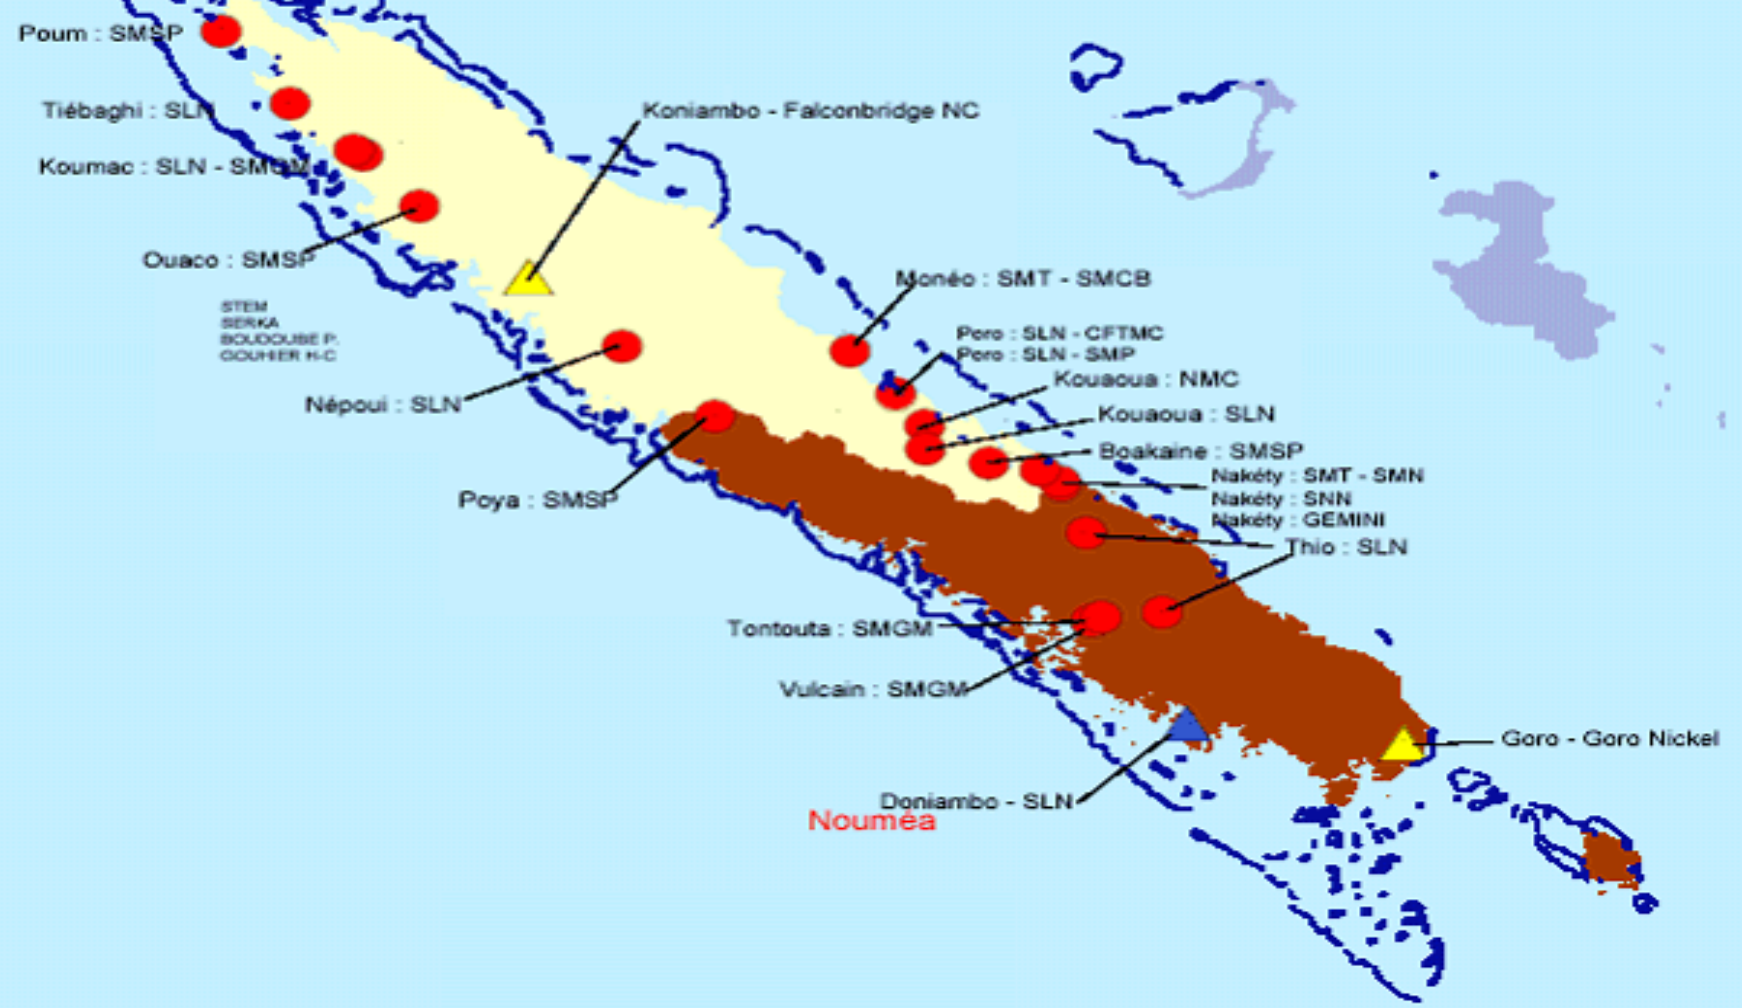 Poum : SMSP
Tiébaghi : SLN
Koumac : SLN - SMGM
Ouaco : SMSP
STEM
SERKA
BOUDOUBE P.
GOUHIER H-C
Népoui : SLN
Poya : SMSP
Koniambo - Falconbridge NC
Monéo : SMT - SMCB
Poro : SLN - CFTMC
Poro : SLN - SMP
Kouaoua : NMC
Kouaoua : SLN
Boakaine : SMSP
Nakéty : SMT - SMN
Nakéty : SNN
Nakéty : GEMINI
Thio : SLN
Tontouta : SMGM
Vulcain : SMGM
Goro - Goro Nickel
Doniambo - SLN
Nouméa